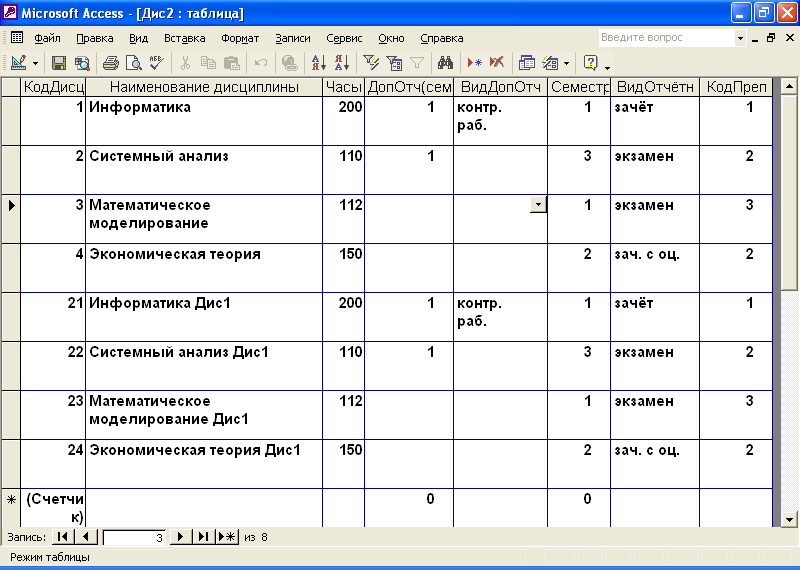 Microsoft Access - [Дис2 : таблица]
Файл Правка Вид Вставка Формат Записи Сервис Окно Справка Введите вопрос
КодДисц Наименование дисциплины Часы ДопОтч(сем ВидДопОтч Семестр ВидОтчётн КодПреп
1 Информатика 200 1 контр. 1 зачёт 1
раб.
2 Системный анализ 110 1 3 экзамен 2
3 Математическое 112 1 экзамен 3
моделирование
4 Экономическая теория 150 2 зач. с оц. 2
21 Информатика Дис1 200 1 контр. 1 зачёт 1
раб.
22 Системный анализ Дис1 110 1 3 экзамен 2
23 Математическое 112 1 экзамен 3
моделирование Дис1
24 Экономическая теория Дис1 150 2 зач. с оц. 2
(Счетчи 0 0
к)
Запись: 3 из 8
Режим таблицы